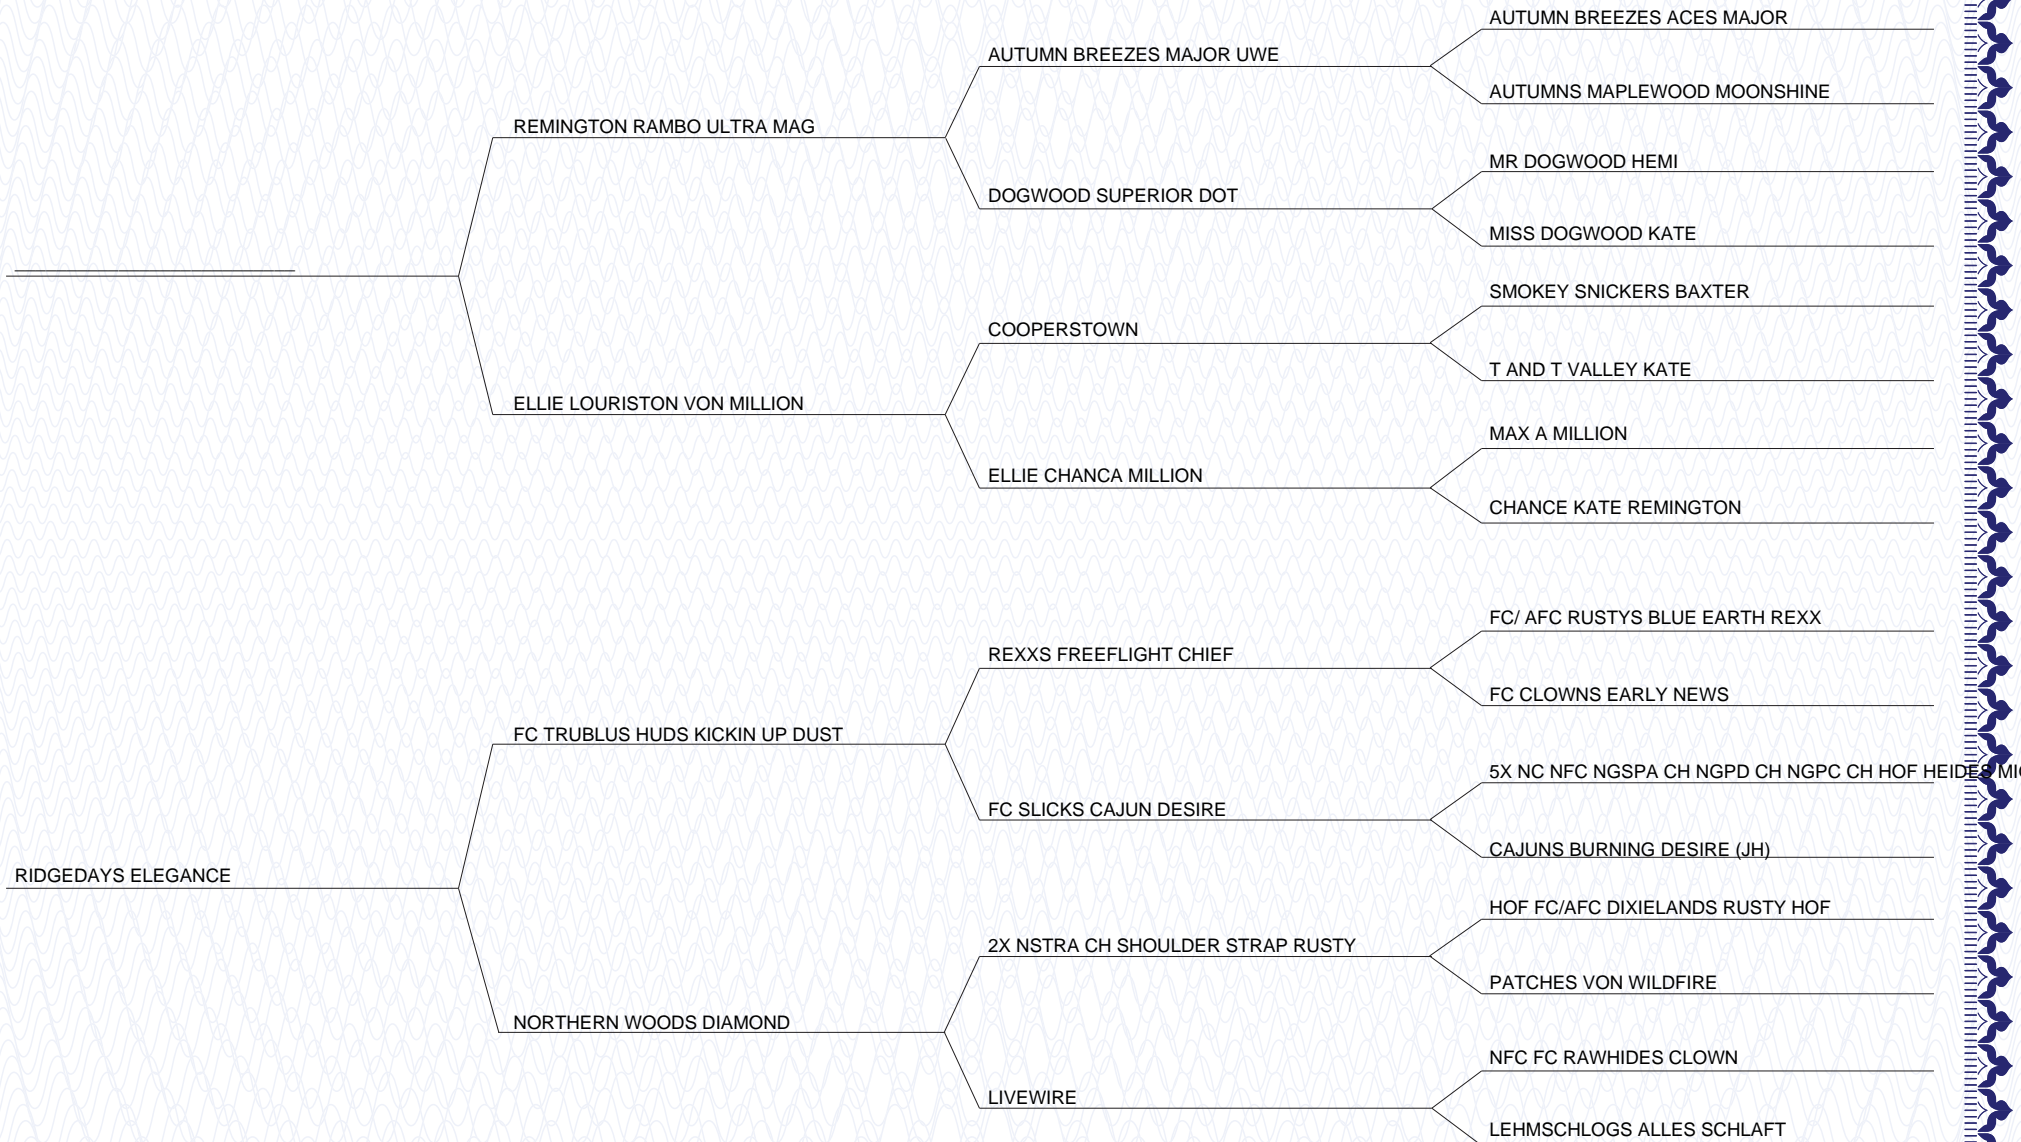 AUTUMN BREEZES ACES MAJOR
AUTUMN BREEZES MAJOR UWE
AUTUMNS MAPLEWOOD MOONSHINE
REMINGTON RAMBO ULTRA MAG
MR DOGWOOD HEMI
DOGWOOD SUPERIOR DOT
MISS DOGWOOD KATE
SMOKEY SNICKERS BAXTER
COOPERSTOWN
T AND T VALLEY KATE
ELLIE LOURISTON VON MILLION
MAX A MILLION
ELLIE CHANCA MILLION
CHANCE KATE REMINGTON
FC/ AFC RUSTYS BLUE EARTH REXX
REXXS FREEFLIGHT CHIEF
FC CLOWNS EARLY NEWS
FC TRUBLUS HUDS KICKIN UP DUST
5X NC NFC NGSPA CH NGPD CH NGPC CH HOF HEIDES
FC SLICKS CAJUN DESIRE
CAJUNS BURNING DESIRE (JH)
RIDGEDAYS ELEGANCE
HOF FC/AFC DIXIELANDS RUSTY HOF
2X NSTRA CH SHOULDER STRAP RUSTY
PATCHES VON WILDFIRE
NORTHERN WOODS DIAMOND
NFC FC RAWHIDES CLOWN
LIVEWIRE
LEHMSCHLOGS ALLES SCHLAFT